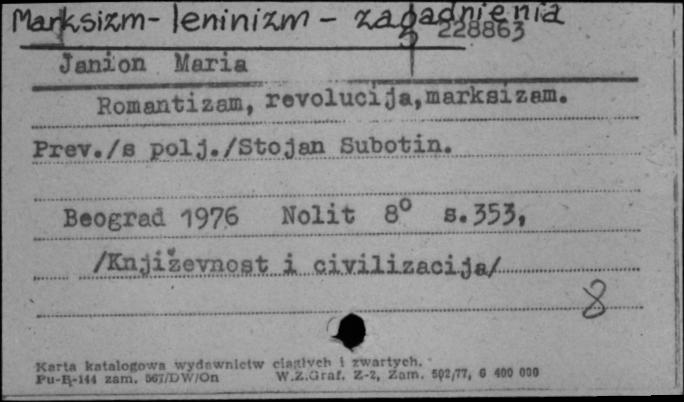 Marksizm-leninizm - zagadnienia
228863
Janion Maria
Romantizam, revolucija,marksizam.
Prev./s polj./Stojan Subotin.
Beograd 1976 Nolit 8° s.353,
/Književnost i civilizacija/
8
Karta katalogowa wydawnictw ciągłych i zwartych.
Pu-B-144 zam. 567/DW/On W.Z.Graf. Z-2, Zam. 502/77, 6 400 000